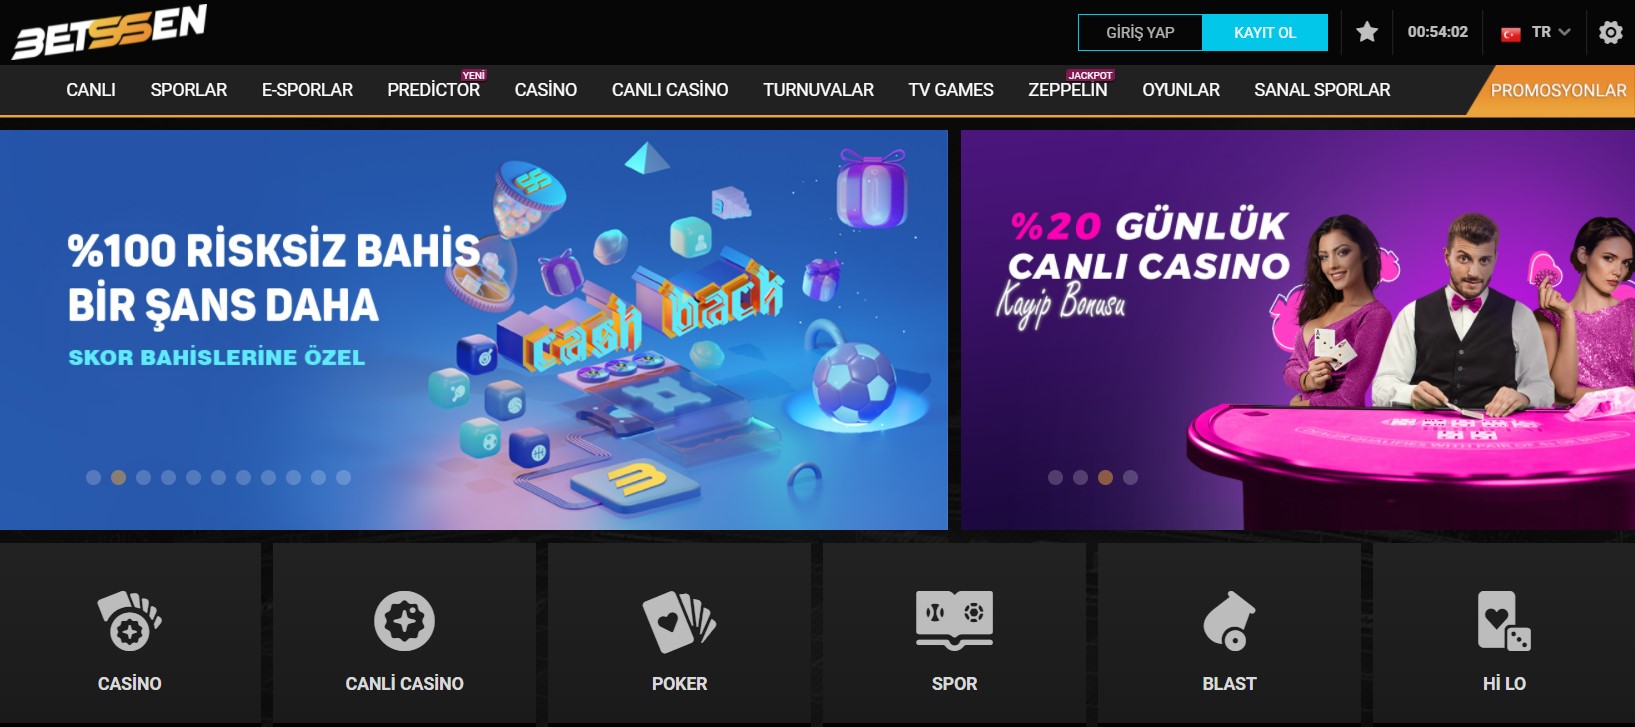 BETSSEN
GİRİŞ YAP
KAYIT OL
00:54:02
TR
CANLI
SPORLAR
E-SPORLAR
PREDİCTOR
YENİ
CASİNO
CANLI CASİNO
TURNUVALAR
TV GAMES
ZEPPELIN
JACKPOT
OYUNLAR
SANAL SPORLAR
PROMOSYONLAR
%100 RİSKSİZ BAHİS
BİR ŞANS DAHA
SKOR BAHİSLERİNE ÖZEL
cash back
%20 GÜNLÜK
CANLI CASINO
Kayip Bonusu
CASİNO
CANLİ CASİNO
POKER
SPOR
BLAST
Hİ LO